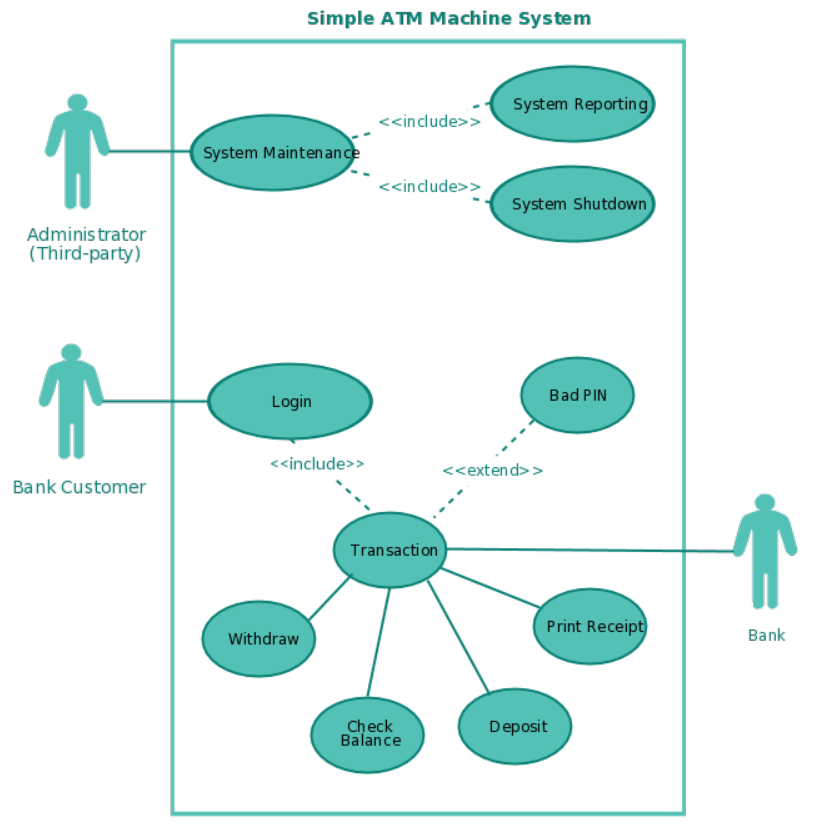 Simple ATM Machine System
System Reporting
<<include>>
System Maintenance
<<include>>
System Shutdown
Administrator
(Third-party)
Login
Bad PIN
<<include>>
<<extend>>
Bank Customer
Transaction
Withdraw
Print Receipt
Bank
Check
Balance
Deposit